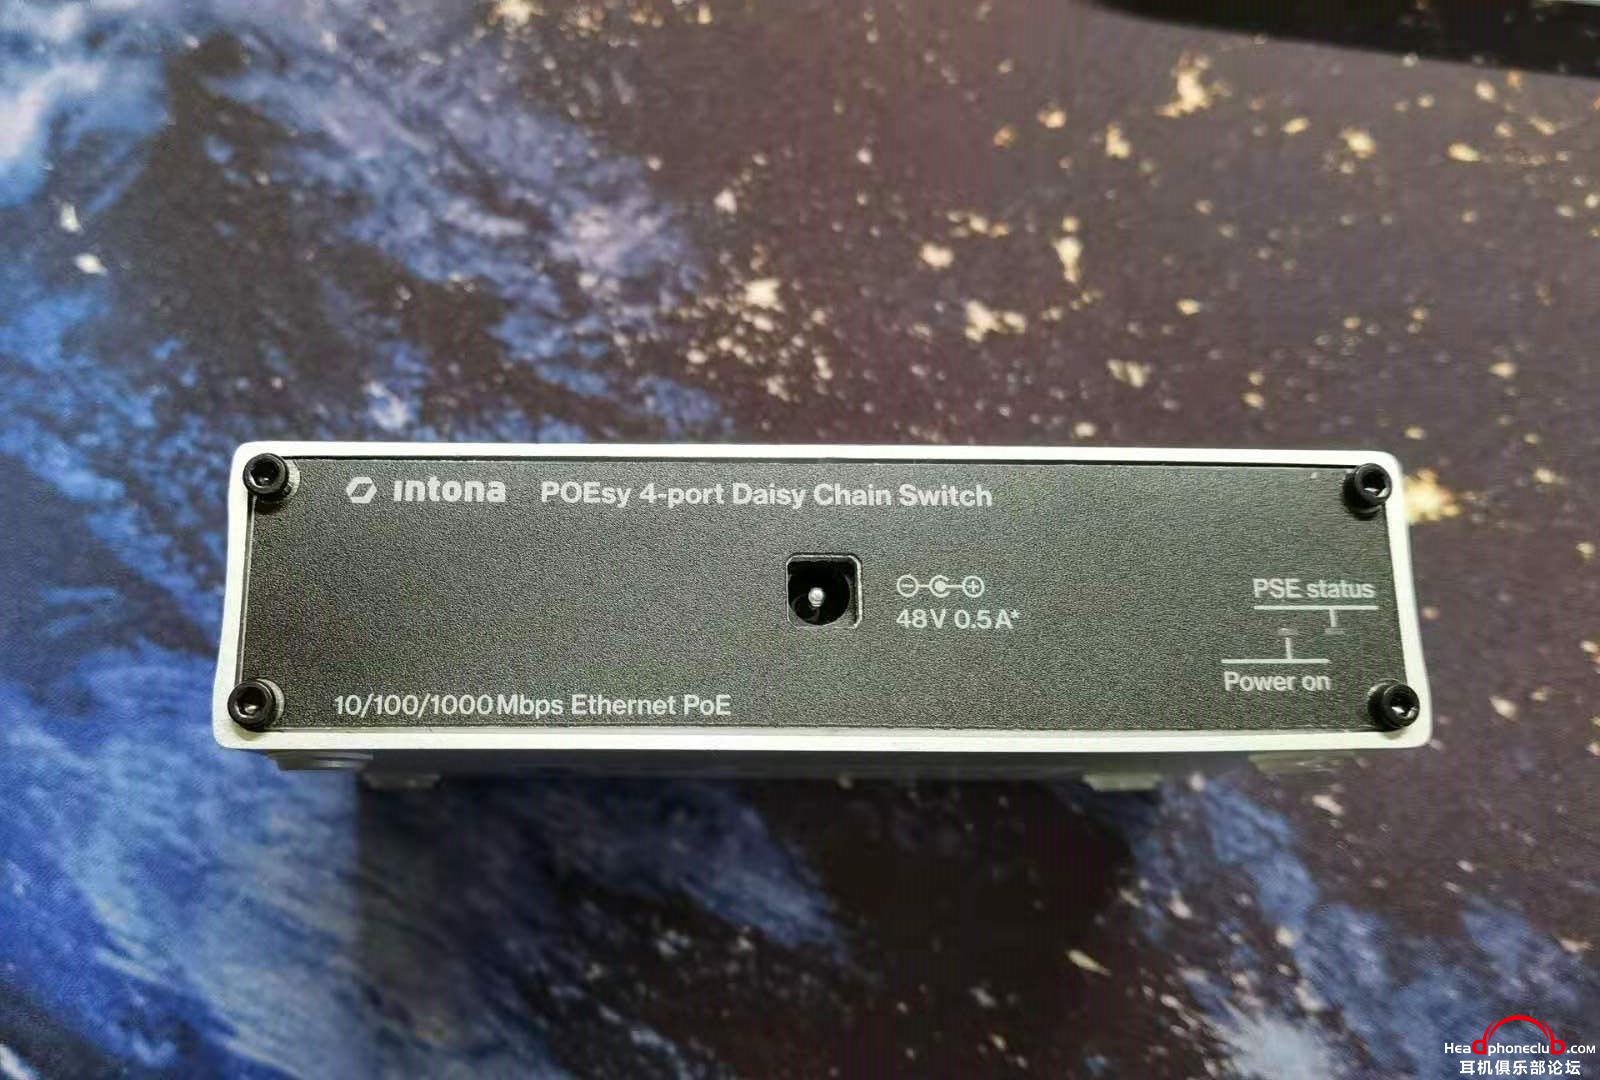 intona POEsy 4-port Daisy Chain Switch
48V 0.5A*
PSE status
Power on
10/100/1000Mbps Ethernet PoE
Headphoneclub.com
耳机俱乐部论坛